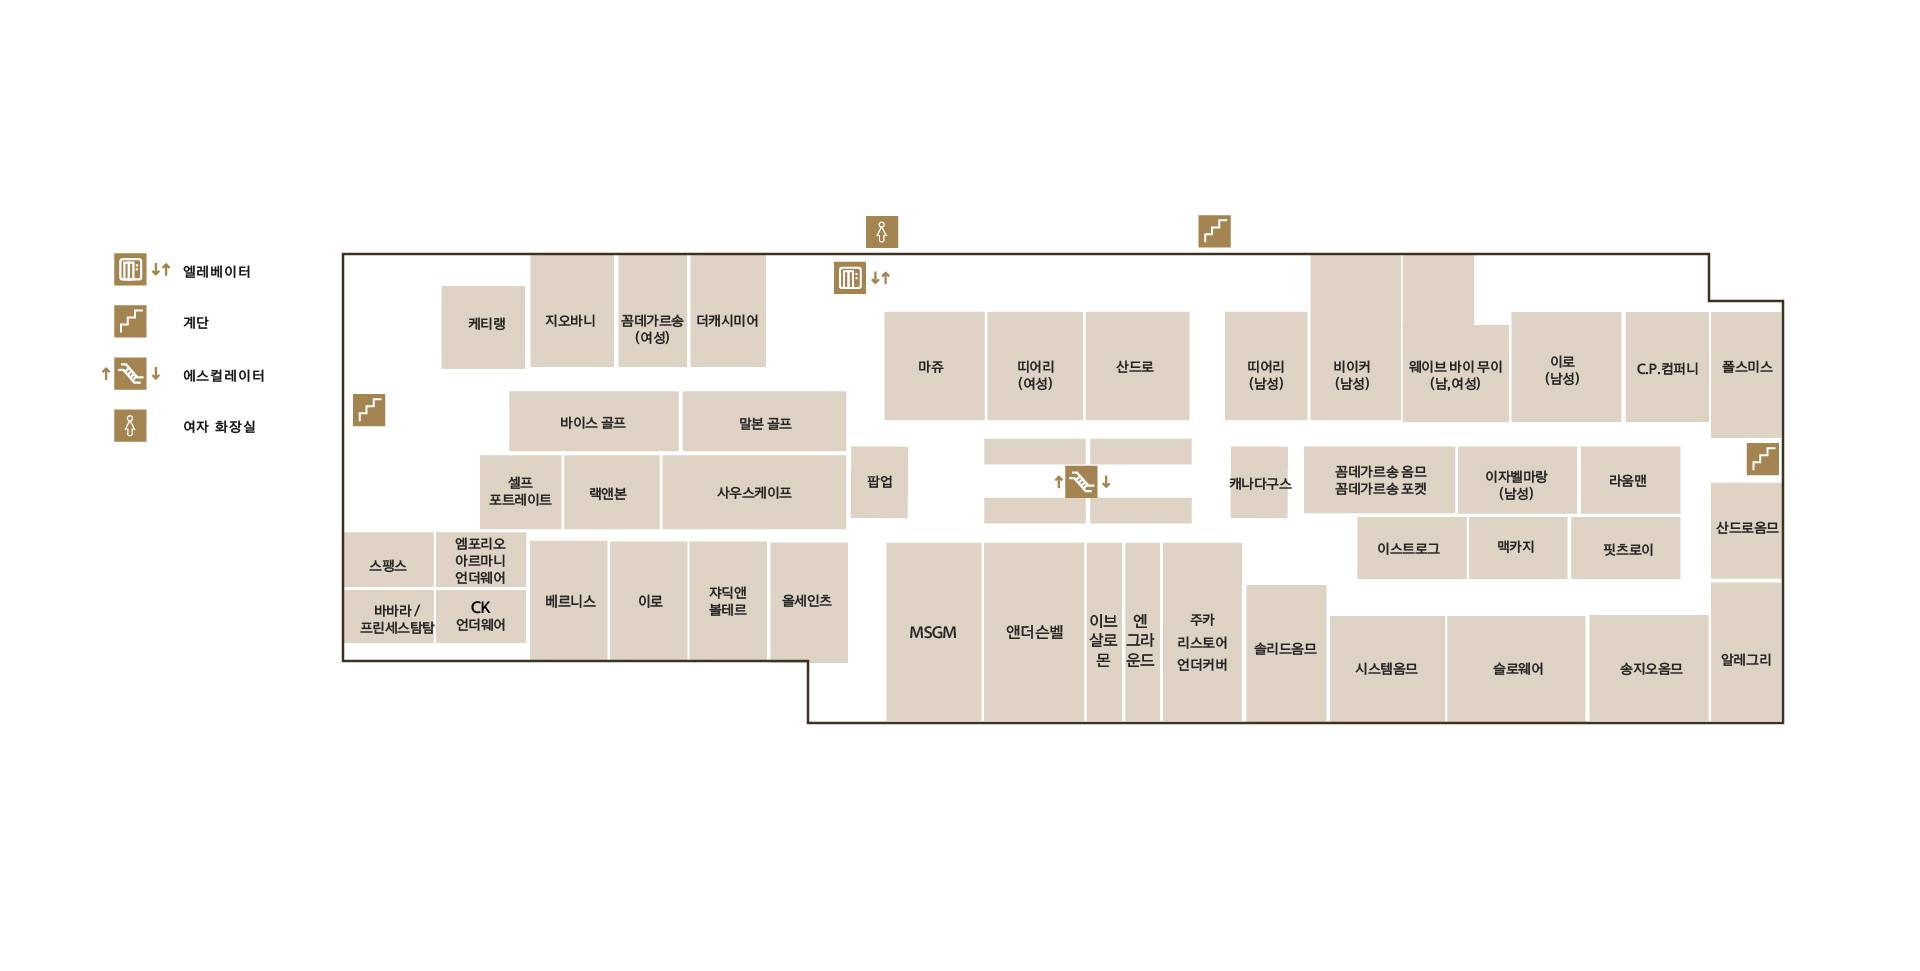 엘레베이터
계단
에스컬레이터
여자 화장실
케티랭
지오바니
꼼데가르송
(여성)
더캐시미어
마쥬
띠어리
(여성)
산드로
띠어리
(남성)
비이커
(남성)
웨이브 바이 무이
(남,여성)
이로
(남성)
C.P.컴퍼니
폴스미스
바이스 골프
말본 골프
셀프
포트레이트
랙앤본
사우스케이프
팝업
캐나다구스
꼼데가르송 옴므
꼼데가르송 포켓
이자벨마랑
(남성)
라움맨
이스트로그
맥카지
핏츠로이
산드로옴므
스팽스
엠포리오
아르마니
언더웨어
바바라 /
프린세스탐탐
CK
언더웨어
베르니스
이로
쟈딕앤
볼테르
올세인츠
MSGM
앤더슨벨
이브
살로
몬
엔
그라
운드
주카
리스토어
언더커버
솔리드옴므
시스템옴므
슬로웨어
송지오옴므
알레그리